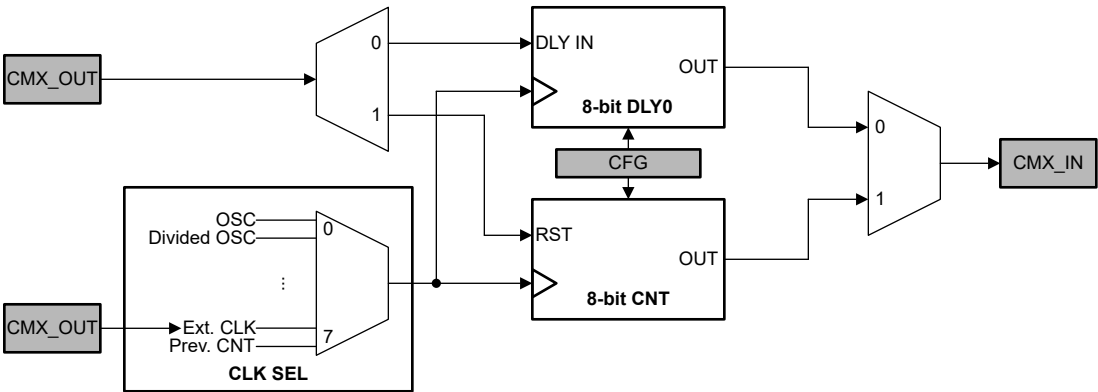 0
DLY IN
CMX_OUT
OUT
8-bit DLY0
1
0
CFG
CMX_IN
1
OSC
0
Divided OSC
RST
OUT
...
8-bit CNT
CMX_OUT
Ext. CLK
7
Prev. CNT
CLK SEL